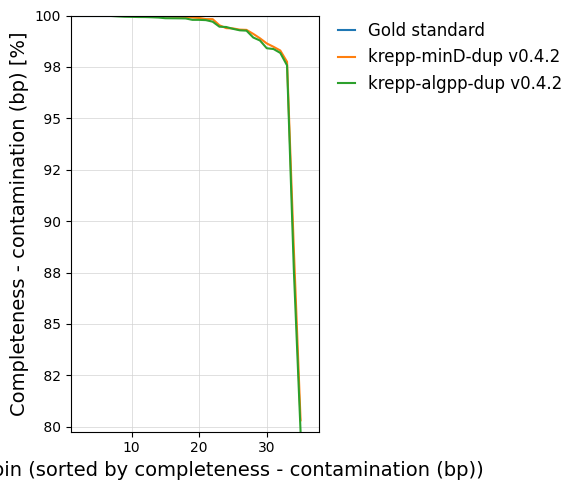 Completeness - contamination (bp) [%]
100
98
95
92
90
88
85
82
80
10
20
30
bin (sorted by completeness - contamination (bp))
Gold standard
krepp-minD-dup v0.4.2
krepp-algpp-dup v0.4.2